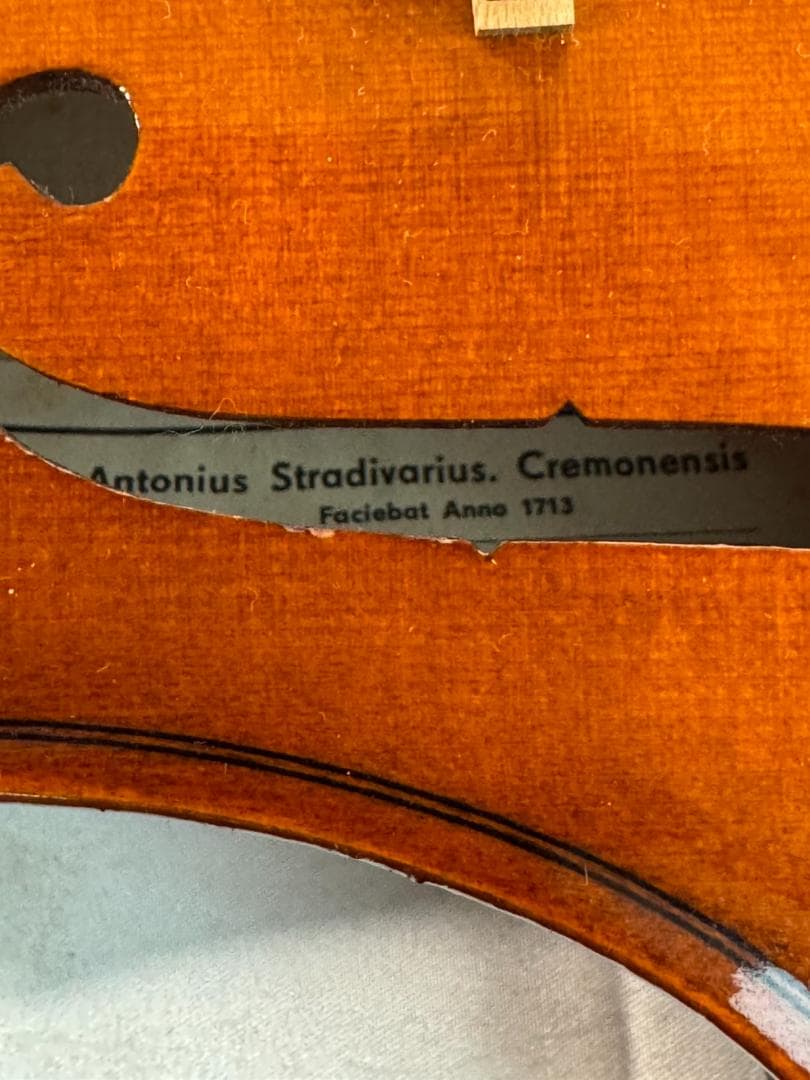 Antonius Stradivarius. Cremonensis
Faciebat Anno 1713